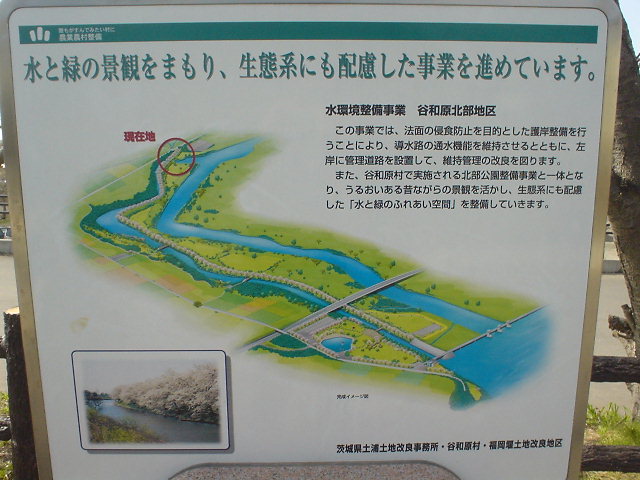 誰もがすんでみたい村に
農業農村整備
水と緑の景観をまもり、生態系にも配慮した事業を進めています。
水環境整備事業　谷和原北部地区
この事業では、法面の侵食防止を目的とした護岸整備を行
うことにより、導水路の通水機能を維持させるとともに、左
岸に管理道路を設置して、維持管理の改良を図ります。
また、谷和原村で実施される北部公園整備事業と一体とな
り、うるおいある昔ながらの景観を活かし、生態系にも配慮
した「水と緑のふれあい空間」を整備していきます。
現在地
完成イメージ図
茨城県土浦土地改良事務所・谷和原村・福岡堰土地改良地区